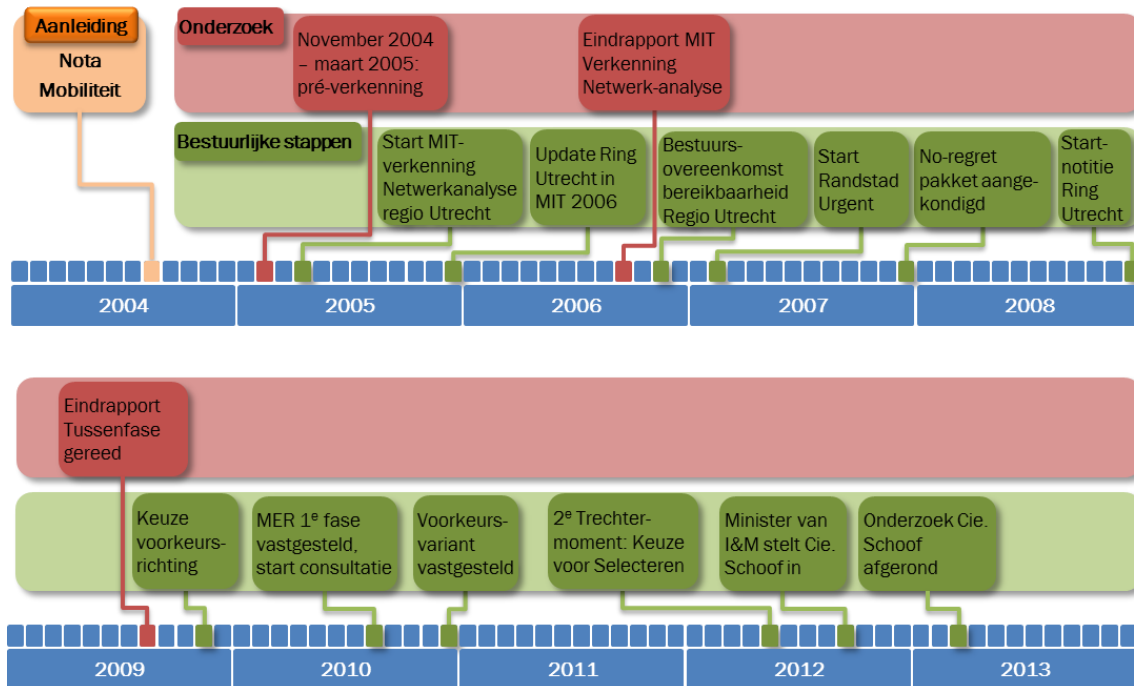 Aanleiding
Nota
Mobiliteit
Onderzoek
November 2004
– maart 2005:
pré-verkenning
Eindrapport MIT
Verkenning
Netwerk-analyse
Bestuurlijke stappen
Start MIT-
verkenning
Netwerkanalyse
regio Utrecht
Update Ring
Utrecht in
MIT 2006
Bestuurs-
overeenkomst
bereikbaarheid
Regio Utrecht
Start
Randstad
Urgent
No-regret
pakket aange-
kondigd
Start-
notitie
Ring
Utrecht
2004
2005
2006
2007
2008
Eindrapport
Tussenfase
gereed
Keuze
voorkeurs-
richting
MER 1e fase
vastgesteld,
start consultatie
Voorkeurs-
variant
vastgesteld
2e Trechter-
moment: Keuze
voor Selecteren
Minister van
I&M stelt Cie.
Schoof in
Onderzoek Cie.
Schoof
afgerond
2009
2010
2011
2012
2013